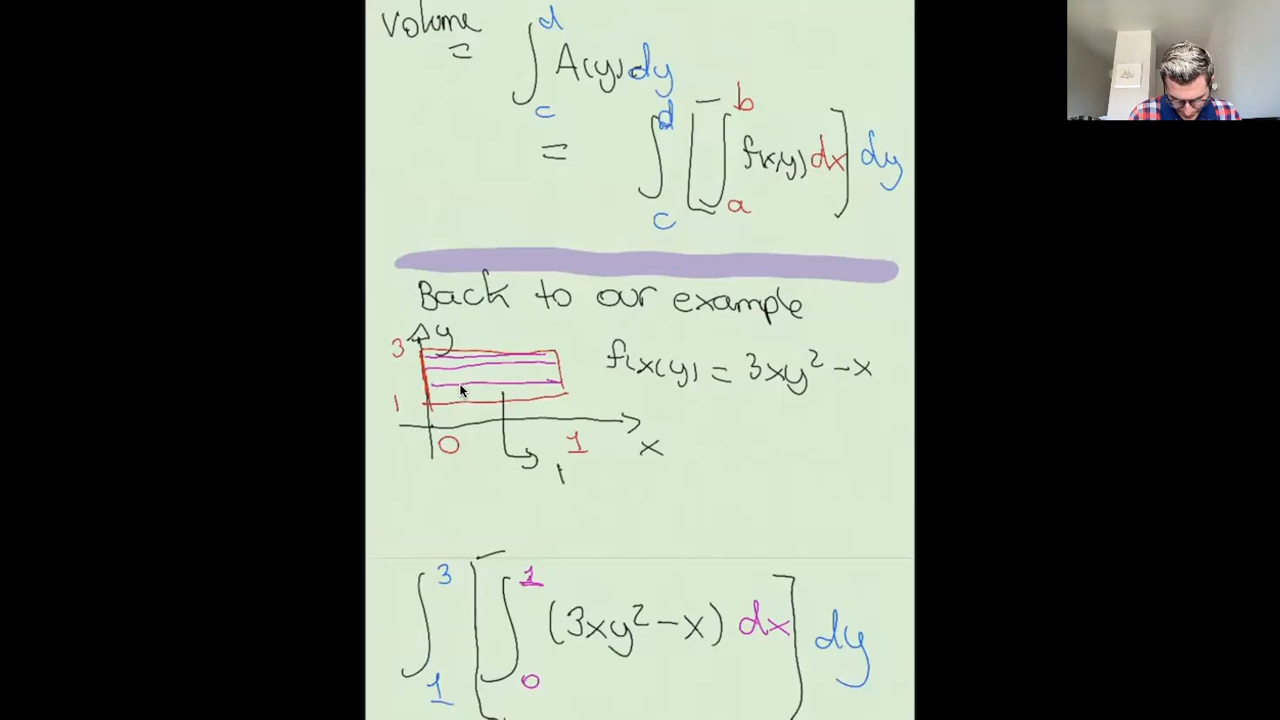 Volume
= ∫_c^d A(y) dy
= ∫_c^d [ ∫_a^b f(x,y) dx ] dy
Back to our example
y
3
f(x,y) = 3xy² - x
1
0 1 x
∫_1^3 [ ∫_0^1 (3xy² - x) dx ] dy